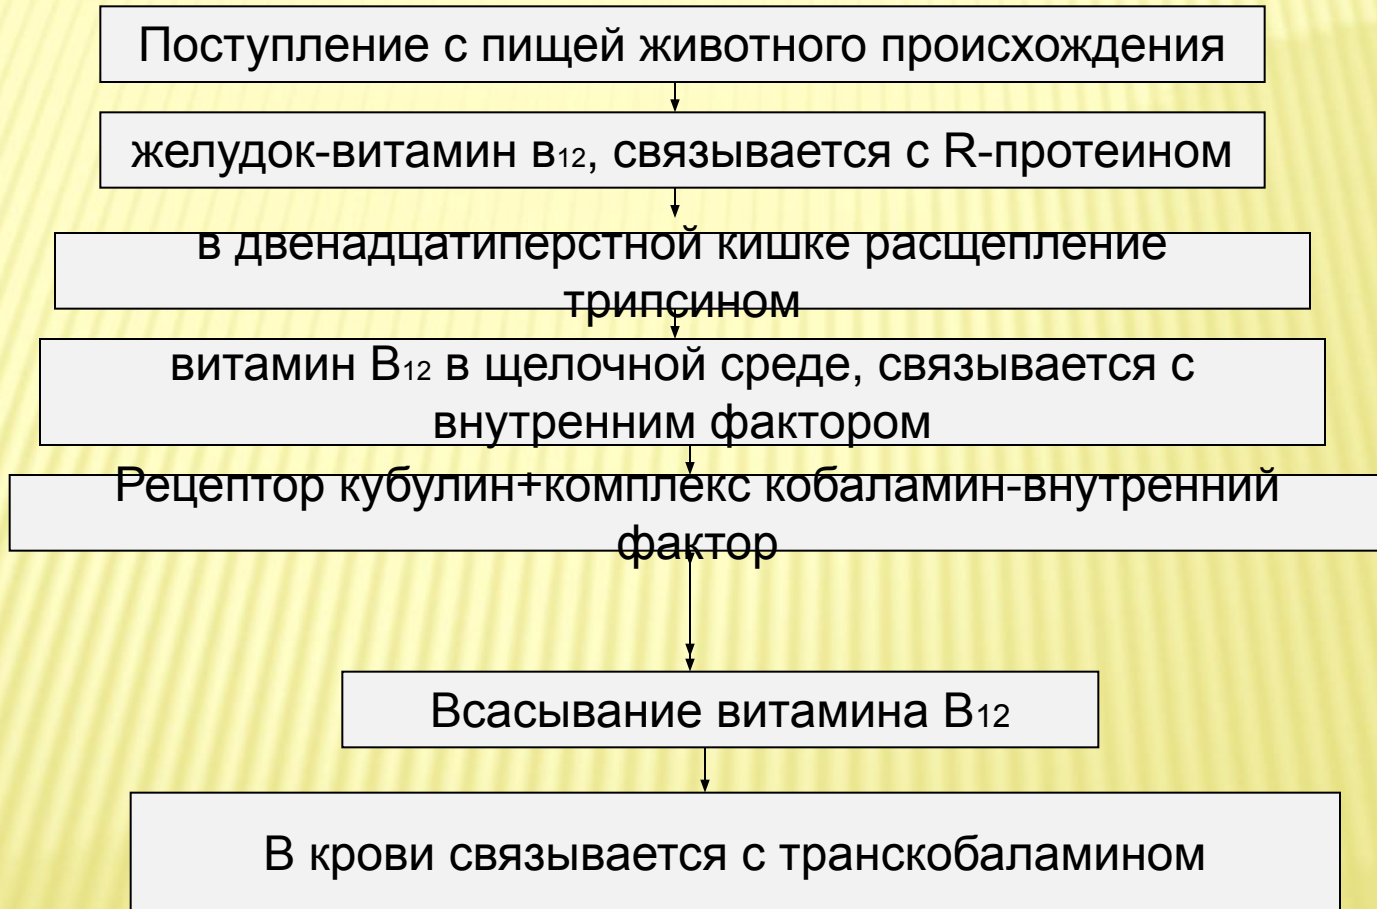 Поступление с пищей животного происхождения
желудок-витамин в12, связывается с R-протеином
в двенадцатиперстной кишке расщепление
трипсином
витамин В12 в щелочной среде, связывается с
внутренним фактором
Рецептор кубулин+комплекс кобаламин-внутренний
фактор
Всасывание витамина В12
В крови связывается с транскобаламином